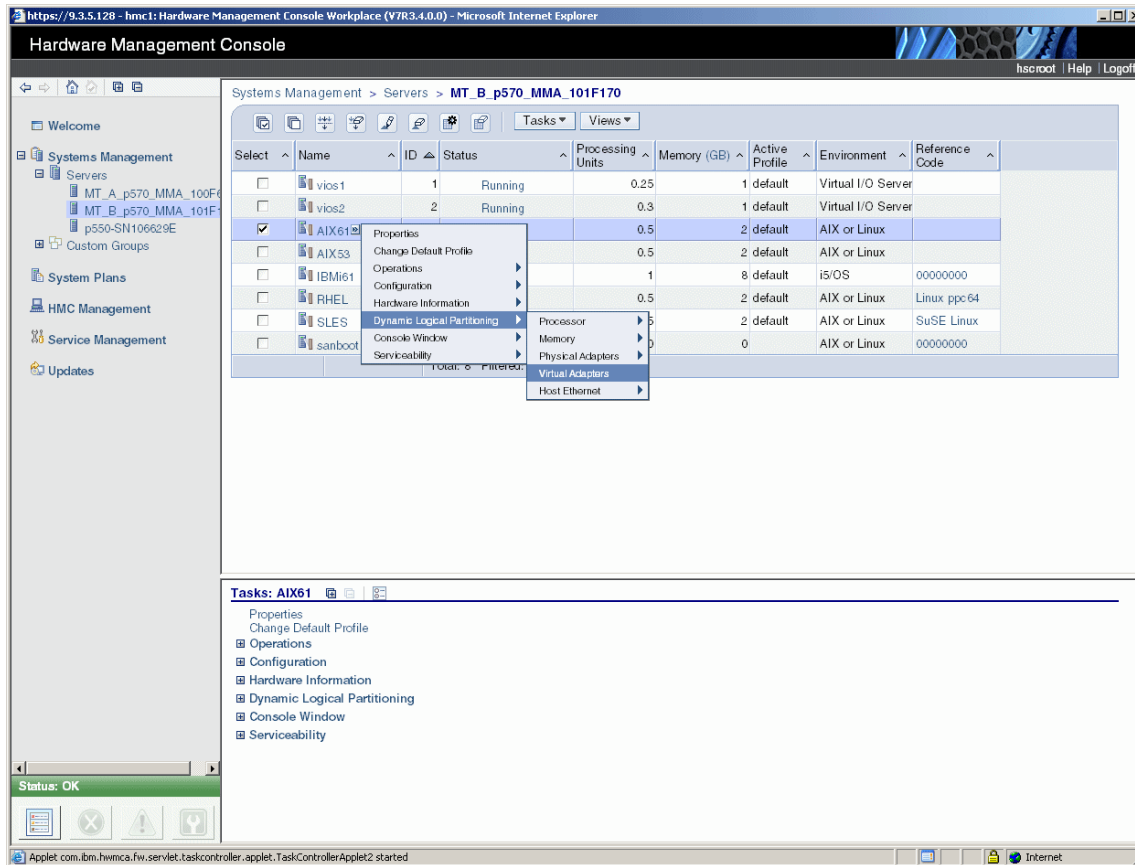 https://9.3.5.128 - hmc1: Hardware Management Console Workplace (V7R3.4.0.0) - Microsoft Internet Explorer
Hardware Management Console
hscroot | Help | Logoff
Systems Management > Servers > MT_B_p570_MMA_101F170
Tasks Views
Welcome
Systems Management
Servers
MT_A_p570_MMA_100F6
MT_B_p570_MMA_101F
p550-SN106629E
Custom Groups
System Plans
HMC Management
Service Management
Updates
Status: OK
Select Name ID Status Processing Units Memory (GB) Active Profile Environment Reference Code
vios1 1 Running 0.25 1 default Virtual I/O Server
vios2 2 Running 0.3 1 default Virtual I/O Server
AIX61 0.5 2 default AIX or Linux
AIX53 0.5 2 default AIX or Linux
IBMi61 1 8 default i5/OS 00000000
RHEL 0.5 2 default AIX or Linux Linux ppc64
SLES 5 2 default AIX or Linux SuSE Linux
sanboot 0 0 AIX or Linux 00000000
Total: 8 Filtered:
Properties
Change Default Profile
Operations
Configuration
Hardware Information
Dynamic Logical Partitioning
Console Window
Serviceability
Processor
Memory
Physical Adapters
Virtual Adapters
Host Ethernet
Tasks: AIX61
Properties
Change Default Profile
Operations
Configuration
Hardware Information
Dynamic Logical Partitioning
Console Window
Serviceability
Applet com.ibm.hwmca.fw.servlet.taskcontroller.applet.TaskControllerApplet2 started
Internet